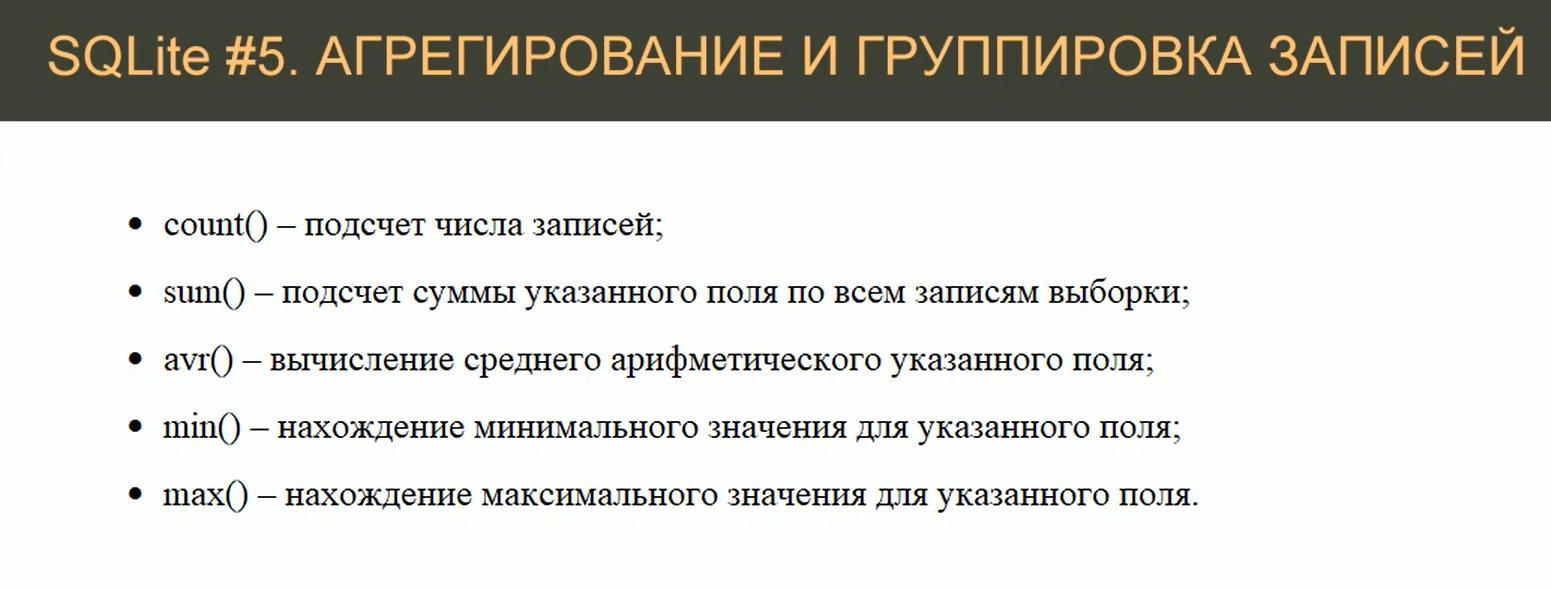 SQLite #5. АГРЕГИРОВАНИЕ И ГРУППИРОВКА ЗАПИСЕЙ
• count() – подсчет числа записей;
• sum() – подсчет суммы указанного поля по всем записям выборки;
• avr() – вычисление среднего арифметического указанного поля;
• min() – нахождение минимального значения для указанного поля;
• max() – нахождение максимального значения для указанного поля.